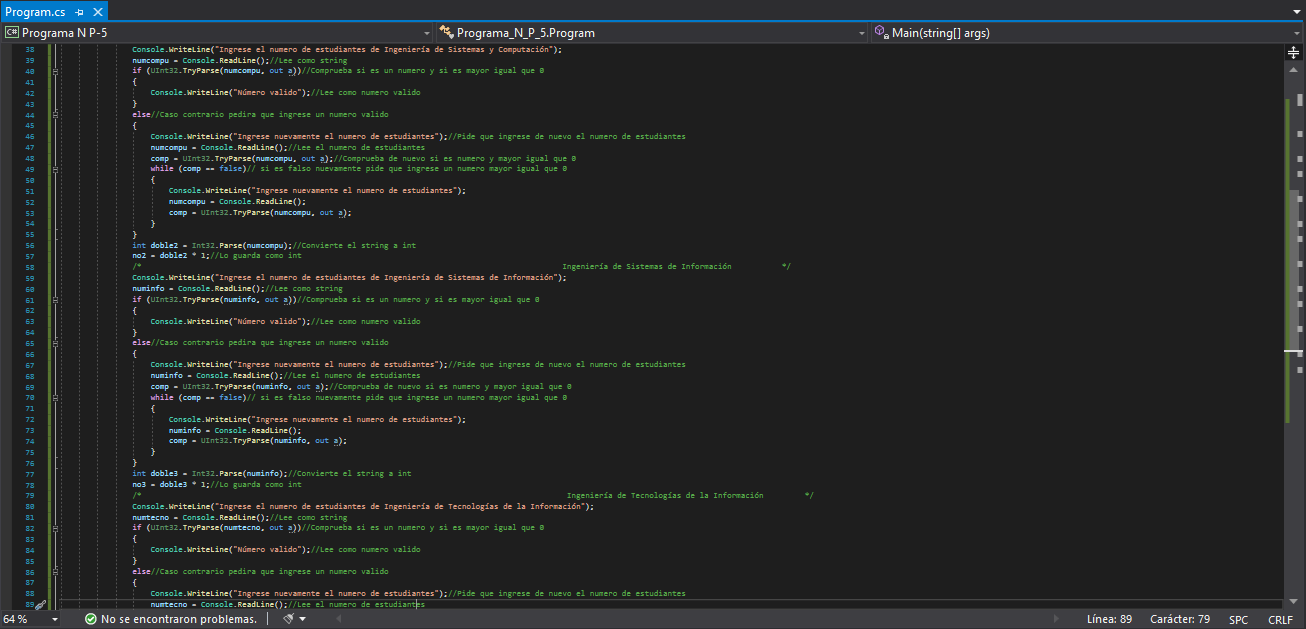 Program.cs
C# Programa N P-5 Programa_N_P_5.Program Main(string[] args)
38 Console.WriteLine("Ingrese el numero de estudiantes de Ingeniería de Sistemas y Computación");
39 numcompu = Console.ReadLine();//Lee como string
40 if (UInt32.TryParse(numcompu, out a))//Comprueba si es un numero y si es mayor igual que 0
41 {
42 Console.WriteLine("Número valido");//Lee como numero valido
43 }
44 else//Caso contrario pedira que ingrese un numero valido
45 {
46 Console.WriteLine("Ingrese nuevamente el numero de estudiantes");//Pide que ingrese de nuevo el numero de estudiantes
47 numcompu = Console.ReadLine();//Lee el numero de estudiantes
48 comp = UInt32.TryParse(numcompu, out a);//Comprueba de nuevo si es numero y mayor igual que 0
49 while (comp == false)// si es falso nuevamente pide que ingrese un numero mayor igual que 0
50 {
51 Console.WriteLine("Ingrese nuevamente el numero de estudiantes");
52 numcompu = Console.ReadLine();
53 comp = UInt32.TryParse(numcompu, out a);
54 }
55 }
56 int doble2 = Int32.Parse(numcompu);//Convierte el string a int
57 no2 = doble2 * 1;//Lo guarda como int
58 /* Ingeniería de Sistemas de Información */
59 Console.WriteLine("Ingrese el numero de estudiantes de Ingeniería de Sistemas de Información");
60 numinfo = Console.ReadLine();//Lee como string
61 if (UInt32.TryParse(numinfo, out a))//Comprueba si es un numero y si es mayor igual que 0
62 {
63 Console.WriteLine("Número valido");//Lee como numero valido
64 }
65 else//Caso contrario pedira que ingrese un numero valido
66 {
67 Console.WriteLine("Ingrese nuevamente el numero de estudiantes");//Pide que ingrese de nuevo el numero de estudiantes
68 numinfo = Console.ReadLine();//Lee el numero de estudiantes
69 comp = UInt32.TryParse(numinfo, out a);//Comprueba de nuevo si es numero y mayor igual que 0
70 while (comp == false)// si es falso nuevamente pide que ingrese un numero mayor igual que 0
71 {
72 Console.WriteLine("Ingrese nuevamente el numero de estudiantes");
73 numinfo = Console.ReadLine();
74 comp = UInt32.TryParse(numinfo, out a);
75 }
76 }
77 int doble3 = Int32.Parse(numinfo);//Convierte el string a int
78 no3 = doble3 * 1;//Lo guarda como int
79 /* Ingeniería de Tecnologías de la Información */
80 Console.WriteLine("Ingrese el numero de estudiantes de Ingeniería de Tecnologías de la Información");
81 numtecno = Console.ReadLine();//Lee como string
82 if (UInt32.TryParse(numtecno, out a))//Comprueba si es un numero y si es mayor igual que 0
83 {
84 Console.WriteLine("Número valido");//Lee como numero valido
85 }
86 else//Caso contrario pedira que ingrese un numero valido
87 {
88 Console.WriteLine("Ingrese nuevamente el numero de estudiantes");//Pide que ingrese de nuevo el numero de estudiantes
89 numtecno = Console.ReadLine();//Lee el numero de estudiantes
64 % No se encontraron problemas. Línea: 89 Carácter: 79 SPC CRLF